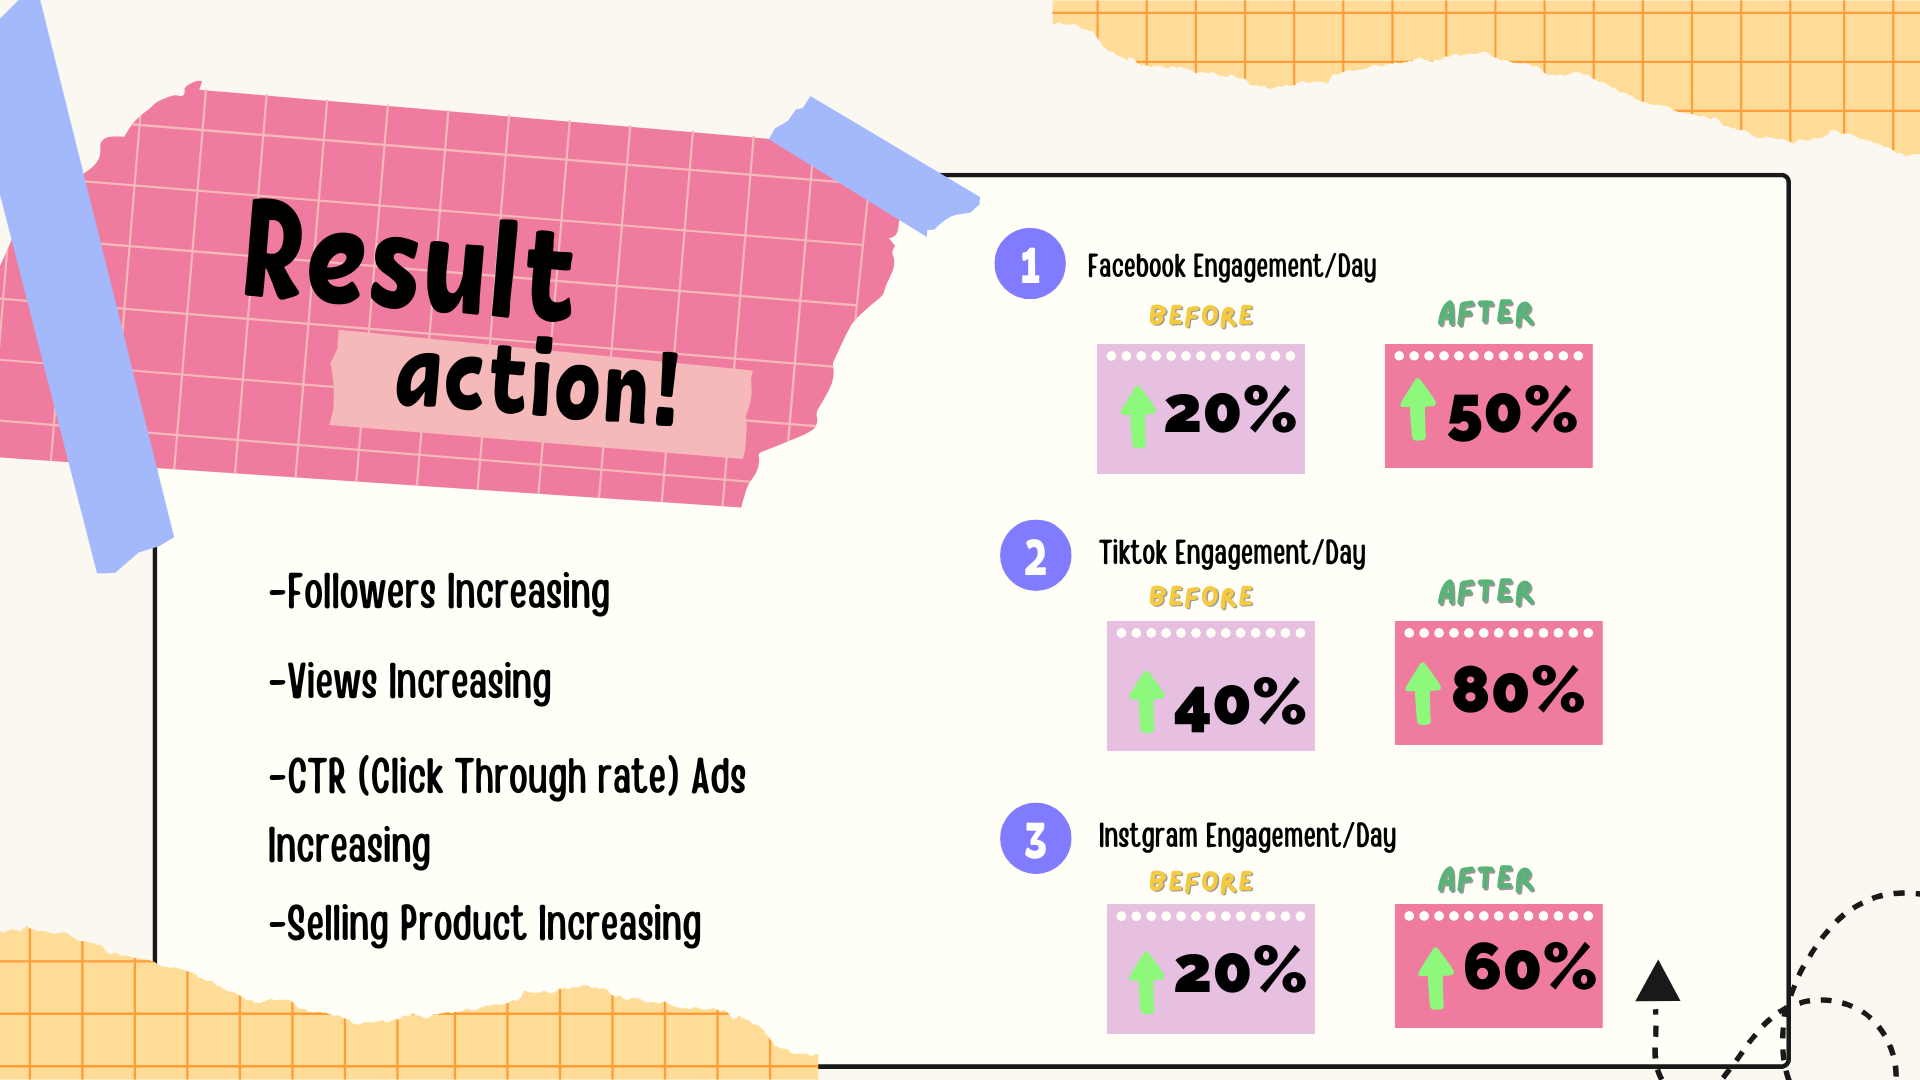 Result
action!
-Followers Increasing
-Views Increasing
-CTR (Click Through rate) Ads
Increasing
-Selling Product Increasing
1 Facebook Engagement/Day
BEFORE AFTER
20% 50%
2 Tiktok Engagement/Day
BEFORE AFTER
40% 80%
3 Instgram Engagement/Day
BEFORE AFTER
20% 60%